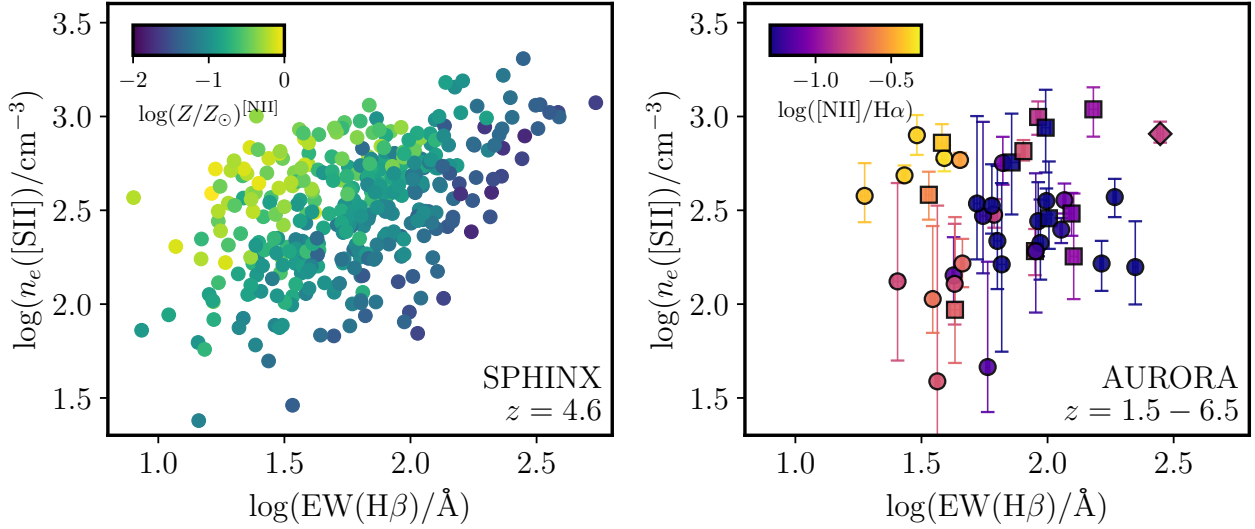 3.5
3.0
2.5
2.0
1.5
log(n_e([SII])/cm^{−3})
−2 −1 0
log(Z/Z_⊙)^{[NII]}
SPHINX
z = 4.6
1.0 1.5 2.0 2.5
log(EW(Hβ)/Å)
3.5
3.0
2.5
2.0
1.5
log(n_e([SII])/cm^{−3})
−1.0 −0.5
log([NII]/Hα)
AURORA
z = 1.5 − 6.5
1.0 1.5 2.0 2.5
log(EW(Hβ)/Å)